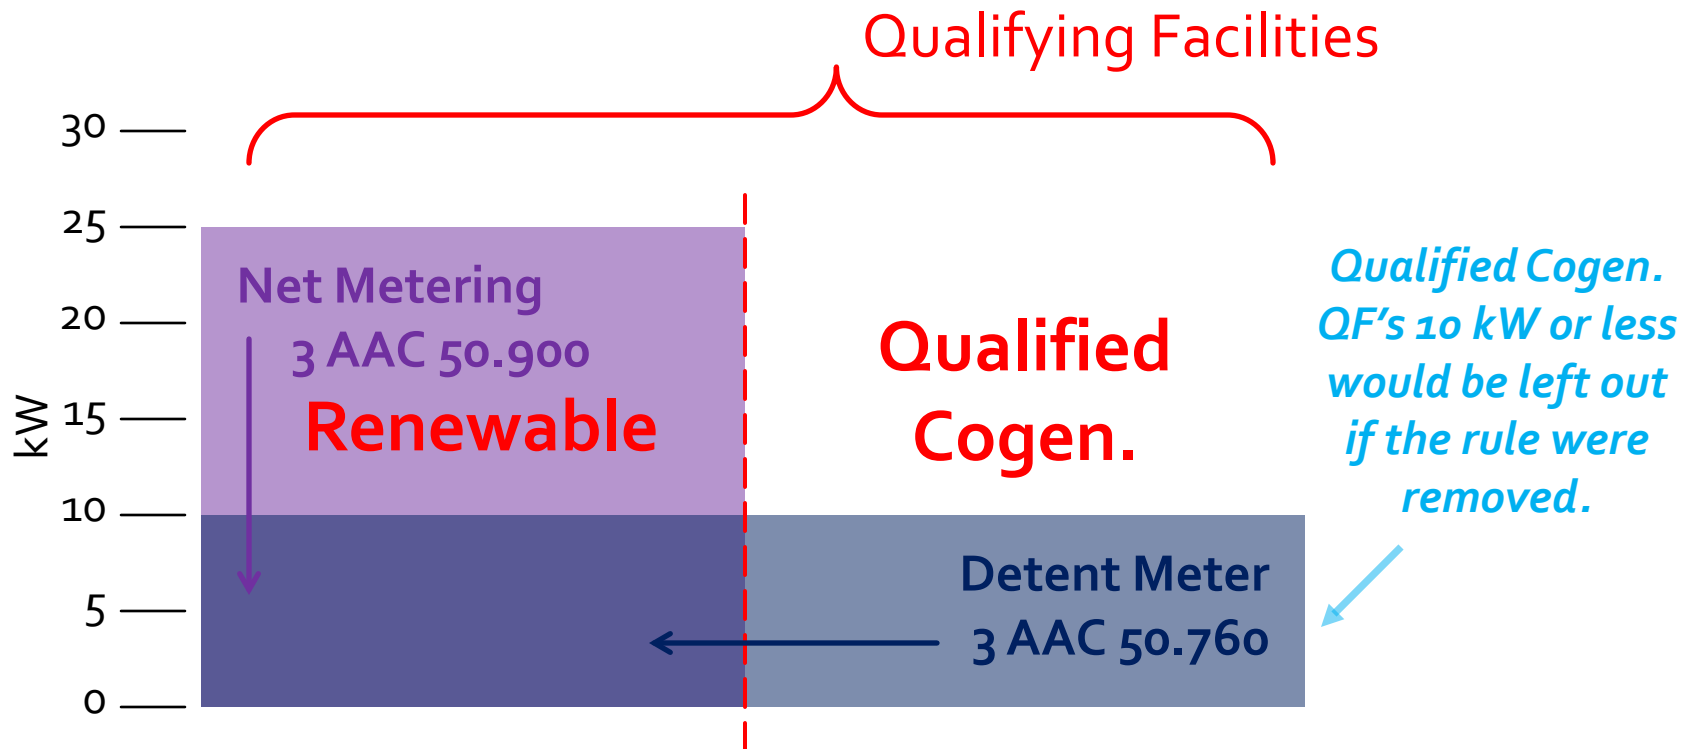 Qualifying Facilities
30
25
20
15
10
5
0
kW
Net Metering
3 AAC 50.900
Renewable
Qualified
Cogen.
Detent Meter
3 AAC 50.760
Qualified Cogen.
QF's 10 kW or less
would be left out
if the rule were
removed.